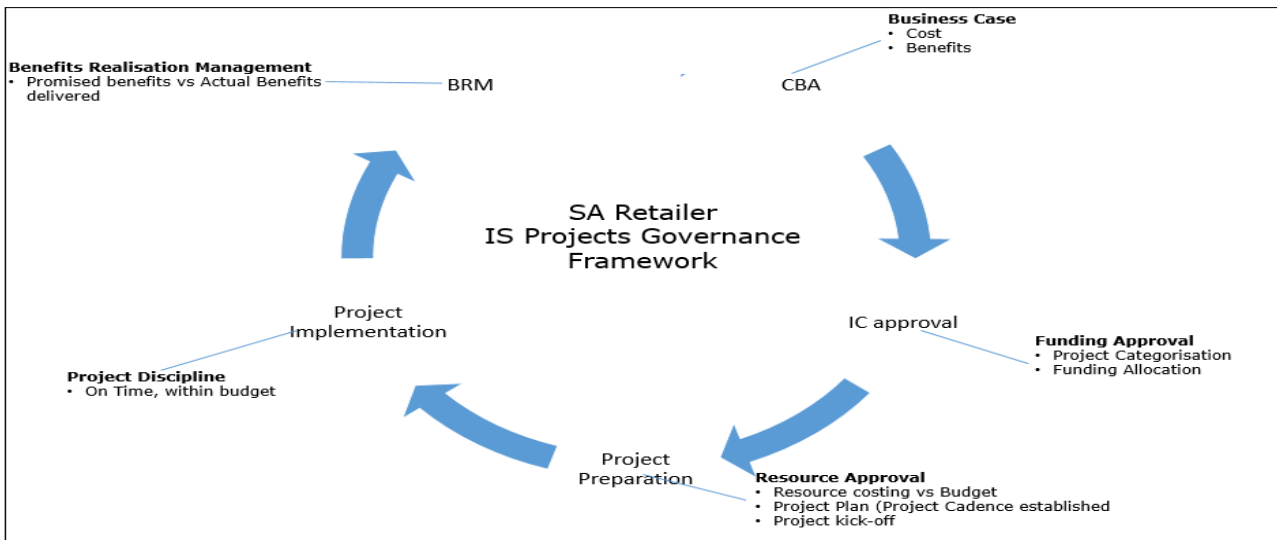 Business Case
• Cost
• Benefits
Benefits Realisation Management
• Promised benefits vs Actual Benefits
delivered
BRM
CBA
SA Retailer
IS Projects Governance
Framework
Project
Implementation
IC approval
Funding Approval
• Project Categorisation
• Funding Allocation
Project Discipline
• On Time, within budget
Project
Preparation
Resource Approval
• Resource costing vs Budget
• Project Plan (Project Cadence established
• Project kick-off